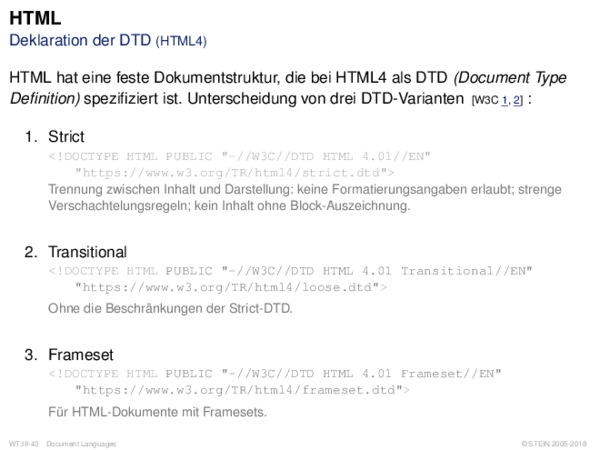 HTML
Deklaration der DTD (HTML4)
HTML hat eine feste Dokumentstruktur, die bei HTML4 als DTD (Document Type
Definition) spezifiziert ist. Unterscheidung von drei DTD-Varianten [W3C 1, 2] :
1. Strict
<!DOCTYPE HTML PUBLIC "-//W3C//DTD HTML 4.01//EN"
"https://www.w3.org/TR/html4/strict.dtd">
Trennung zwischen Inhalt und Darstellung: keine Formatierungsangaben erlaubt; strenge
Verschachtelungsregeln; kein Inhalt ohne Block-Auszeichnung.
2. Transitional
<!DOCTYPE HTML PUBLIC "-//W3C//DTD HTML 4.01 Transitional//EN"
"https://www.w3.org/TR/html4/loose.dtd">
Ohne die Beschränkungen der Strict-DTD.
3. Frameset
<!DOCTYPE HTML PUBLIC "-//W3C//DTD HTML 4.01 Frameset//EN"
"https://www.w3.org/TR/html4/frameset.dtd">
Für HTML-Dokumente mit Framesets.
WT:III-43 Document Languages © STEIN 2005-2018